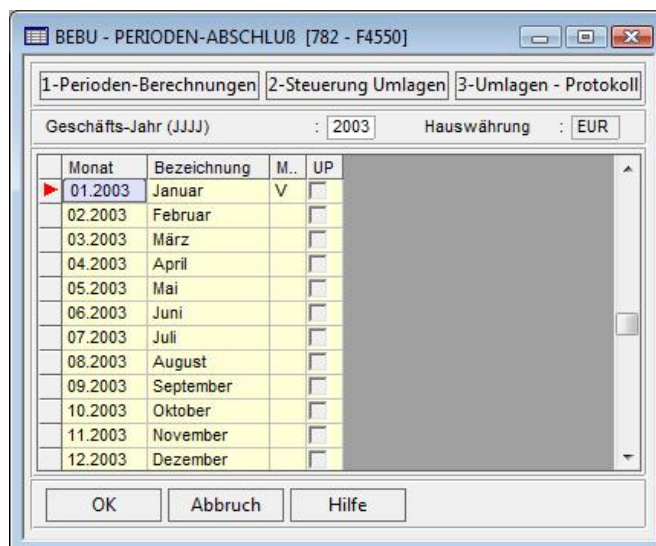 BEBU - PERIODEN-ABSCHLUß [782 - F4550]
1-Perioden-Berechnungen 2-Steuerung Umlagen 3-Umlagen - Protokoll
Geschäfts-Jahr (JJJJ) : 2003 Hauswährung : EUR
Monat Bezeichnung M.. UP
01.2003 Januar V
02.2003 Februar
03.2003 März
04.2003 April
05.2003 Mai
06.2003 Juni
07.2003 Juli
08.2003 August
09.2003 September
10.2003 Oktober
11.2003 November
12.2003 Dezember
OK Abbruch Hilfe